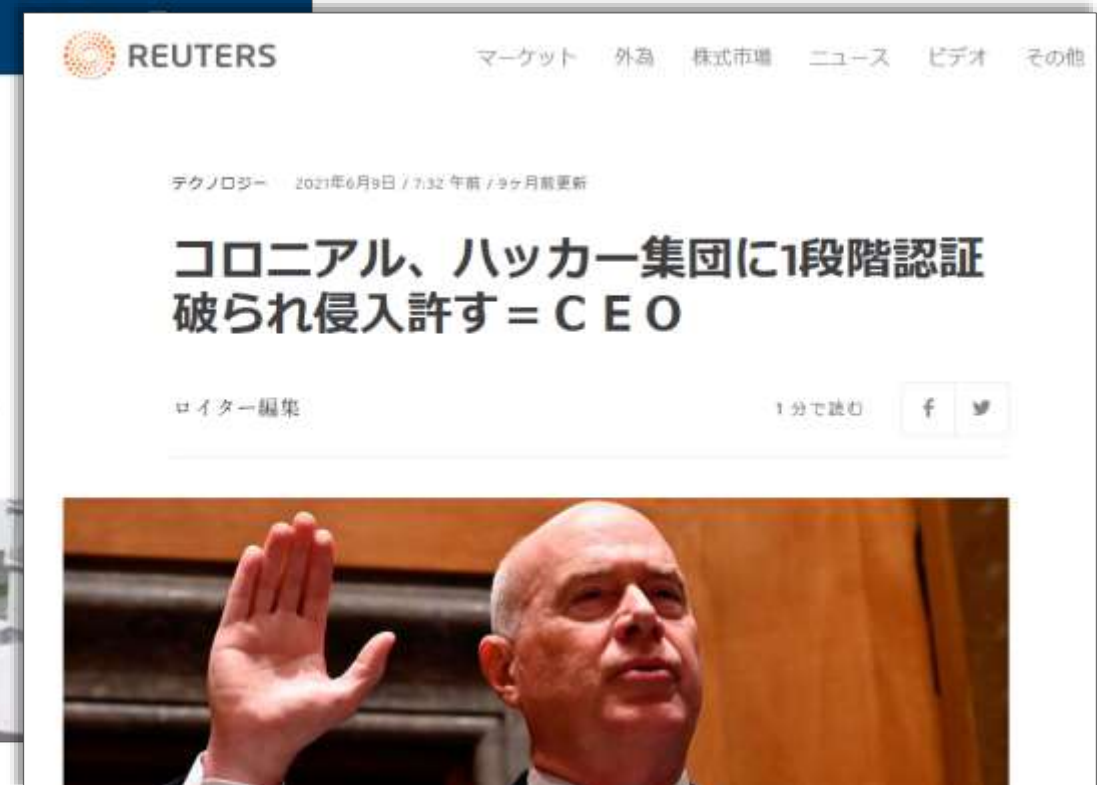 REUTERS
マーケット 外為 株式市場 ニュース ビデオ その他
テクノロジー 2021年6月9日 / 7:32 午前 / 9ヶ月前更新
コロニアル、ハッカー集団に1段階認証
破られ侵入許す＝ＣＥＯ
ロイター編集
1 分で読む